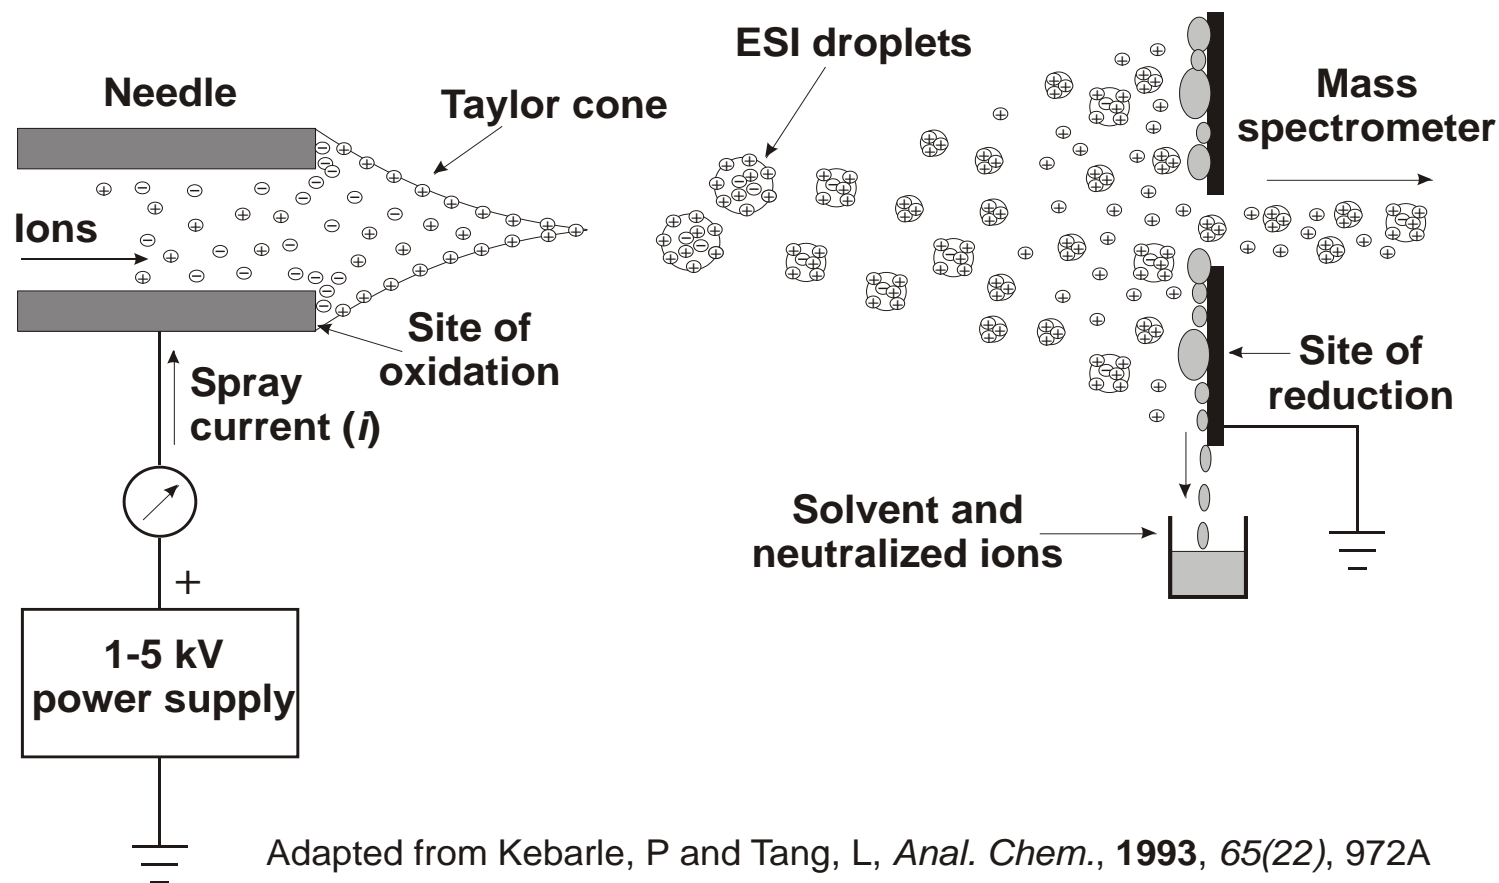 ESI droplets
Needle
Taylor cone
Mass
spectrometer
Ions
Site of
oxidation
Spray
current (i)
Site of
reduction
Solvent and
neutralized ions
+
1-5 kV
power supply
Adapted from Kebarle, P and Tang, L, Anal. Chem., 1993, 65(22), 972A